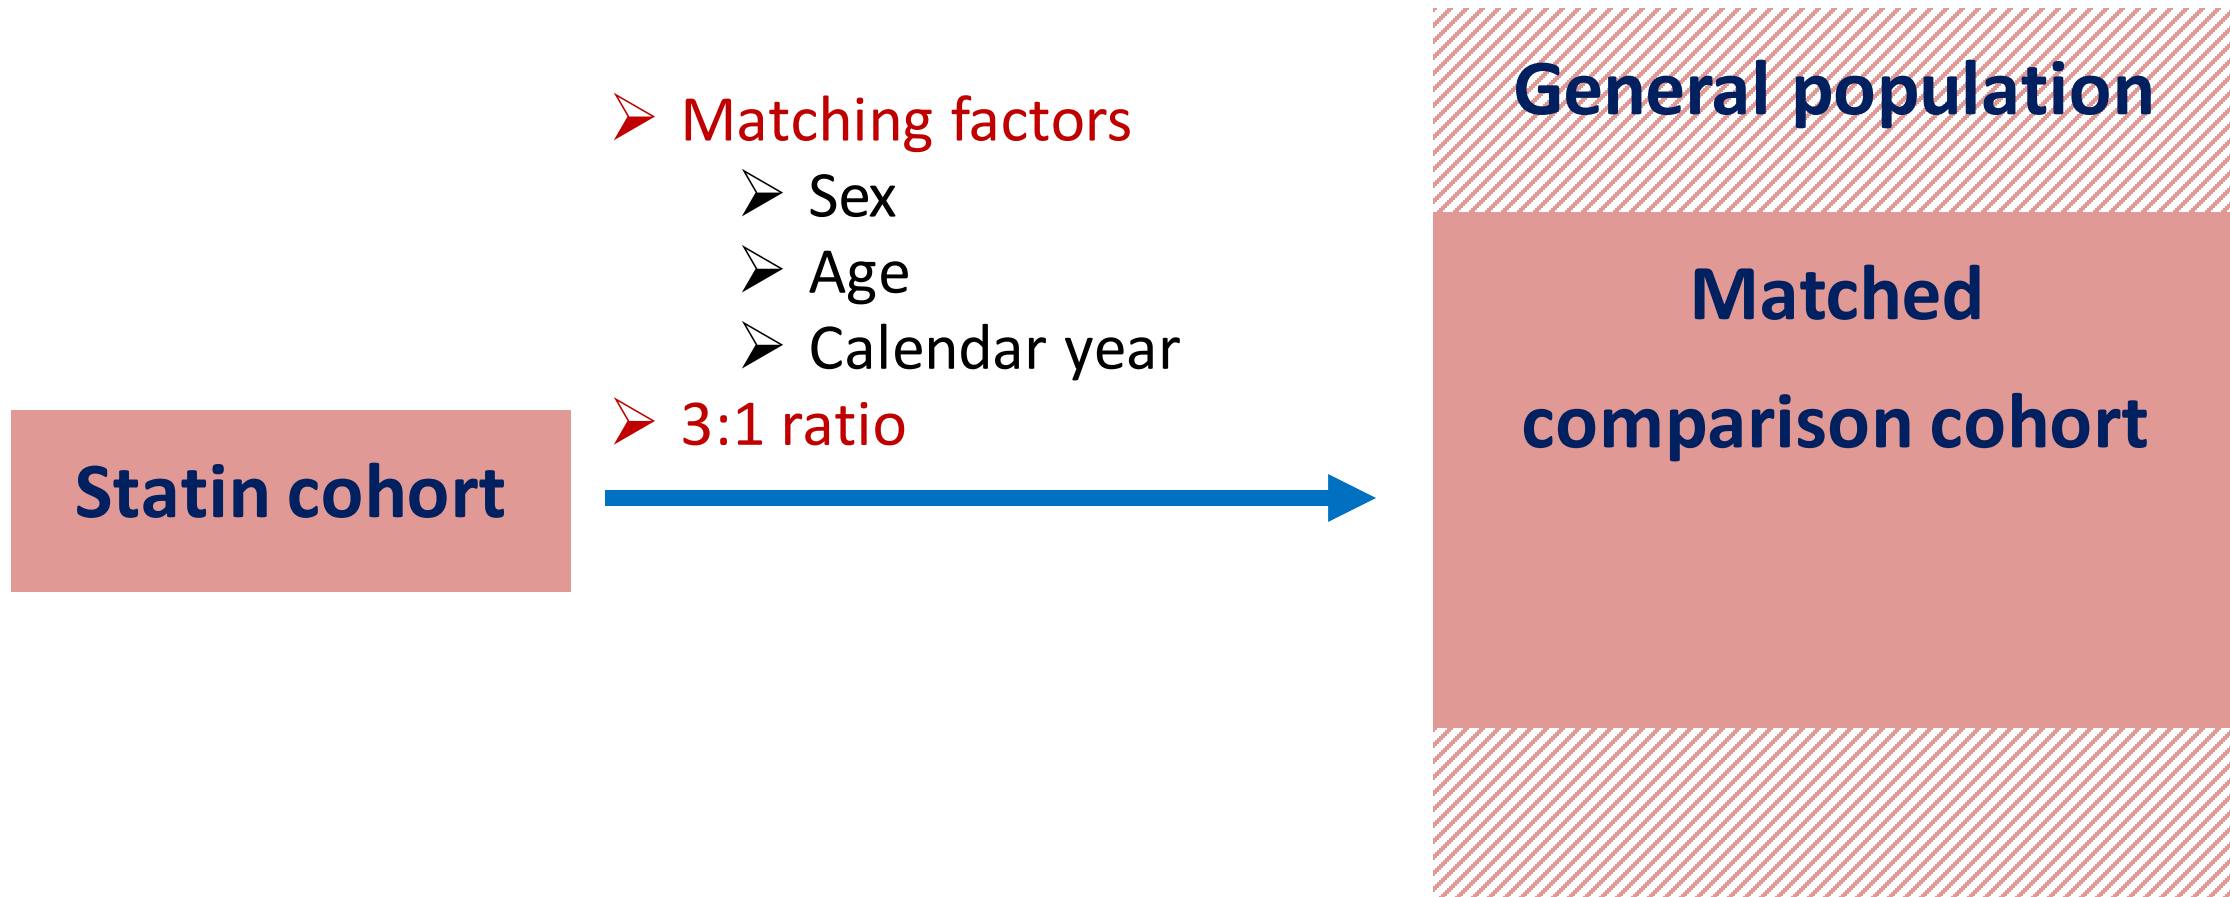 Statin cohort
Matching factors
Sex
Age
Calendar year
3:1 ratio
General population
Matched
comparison cohort